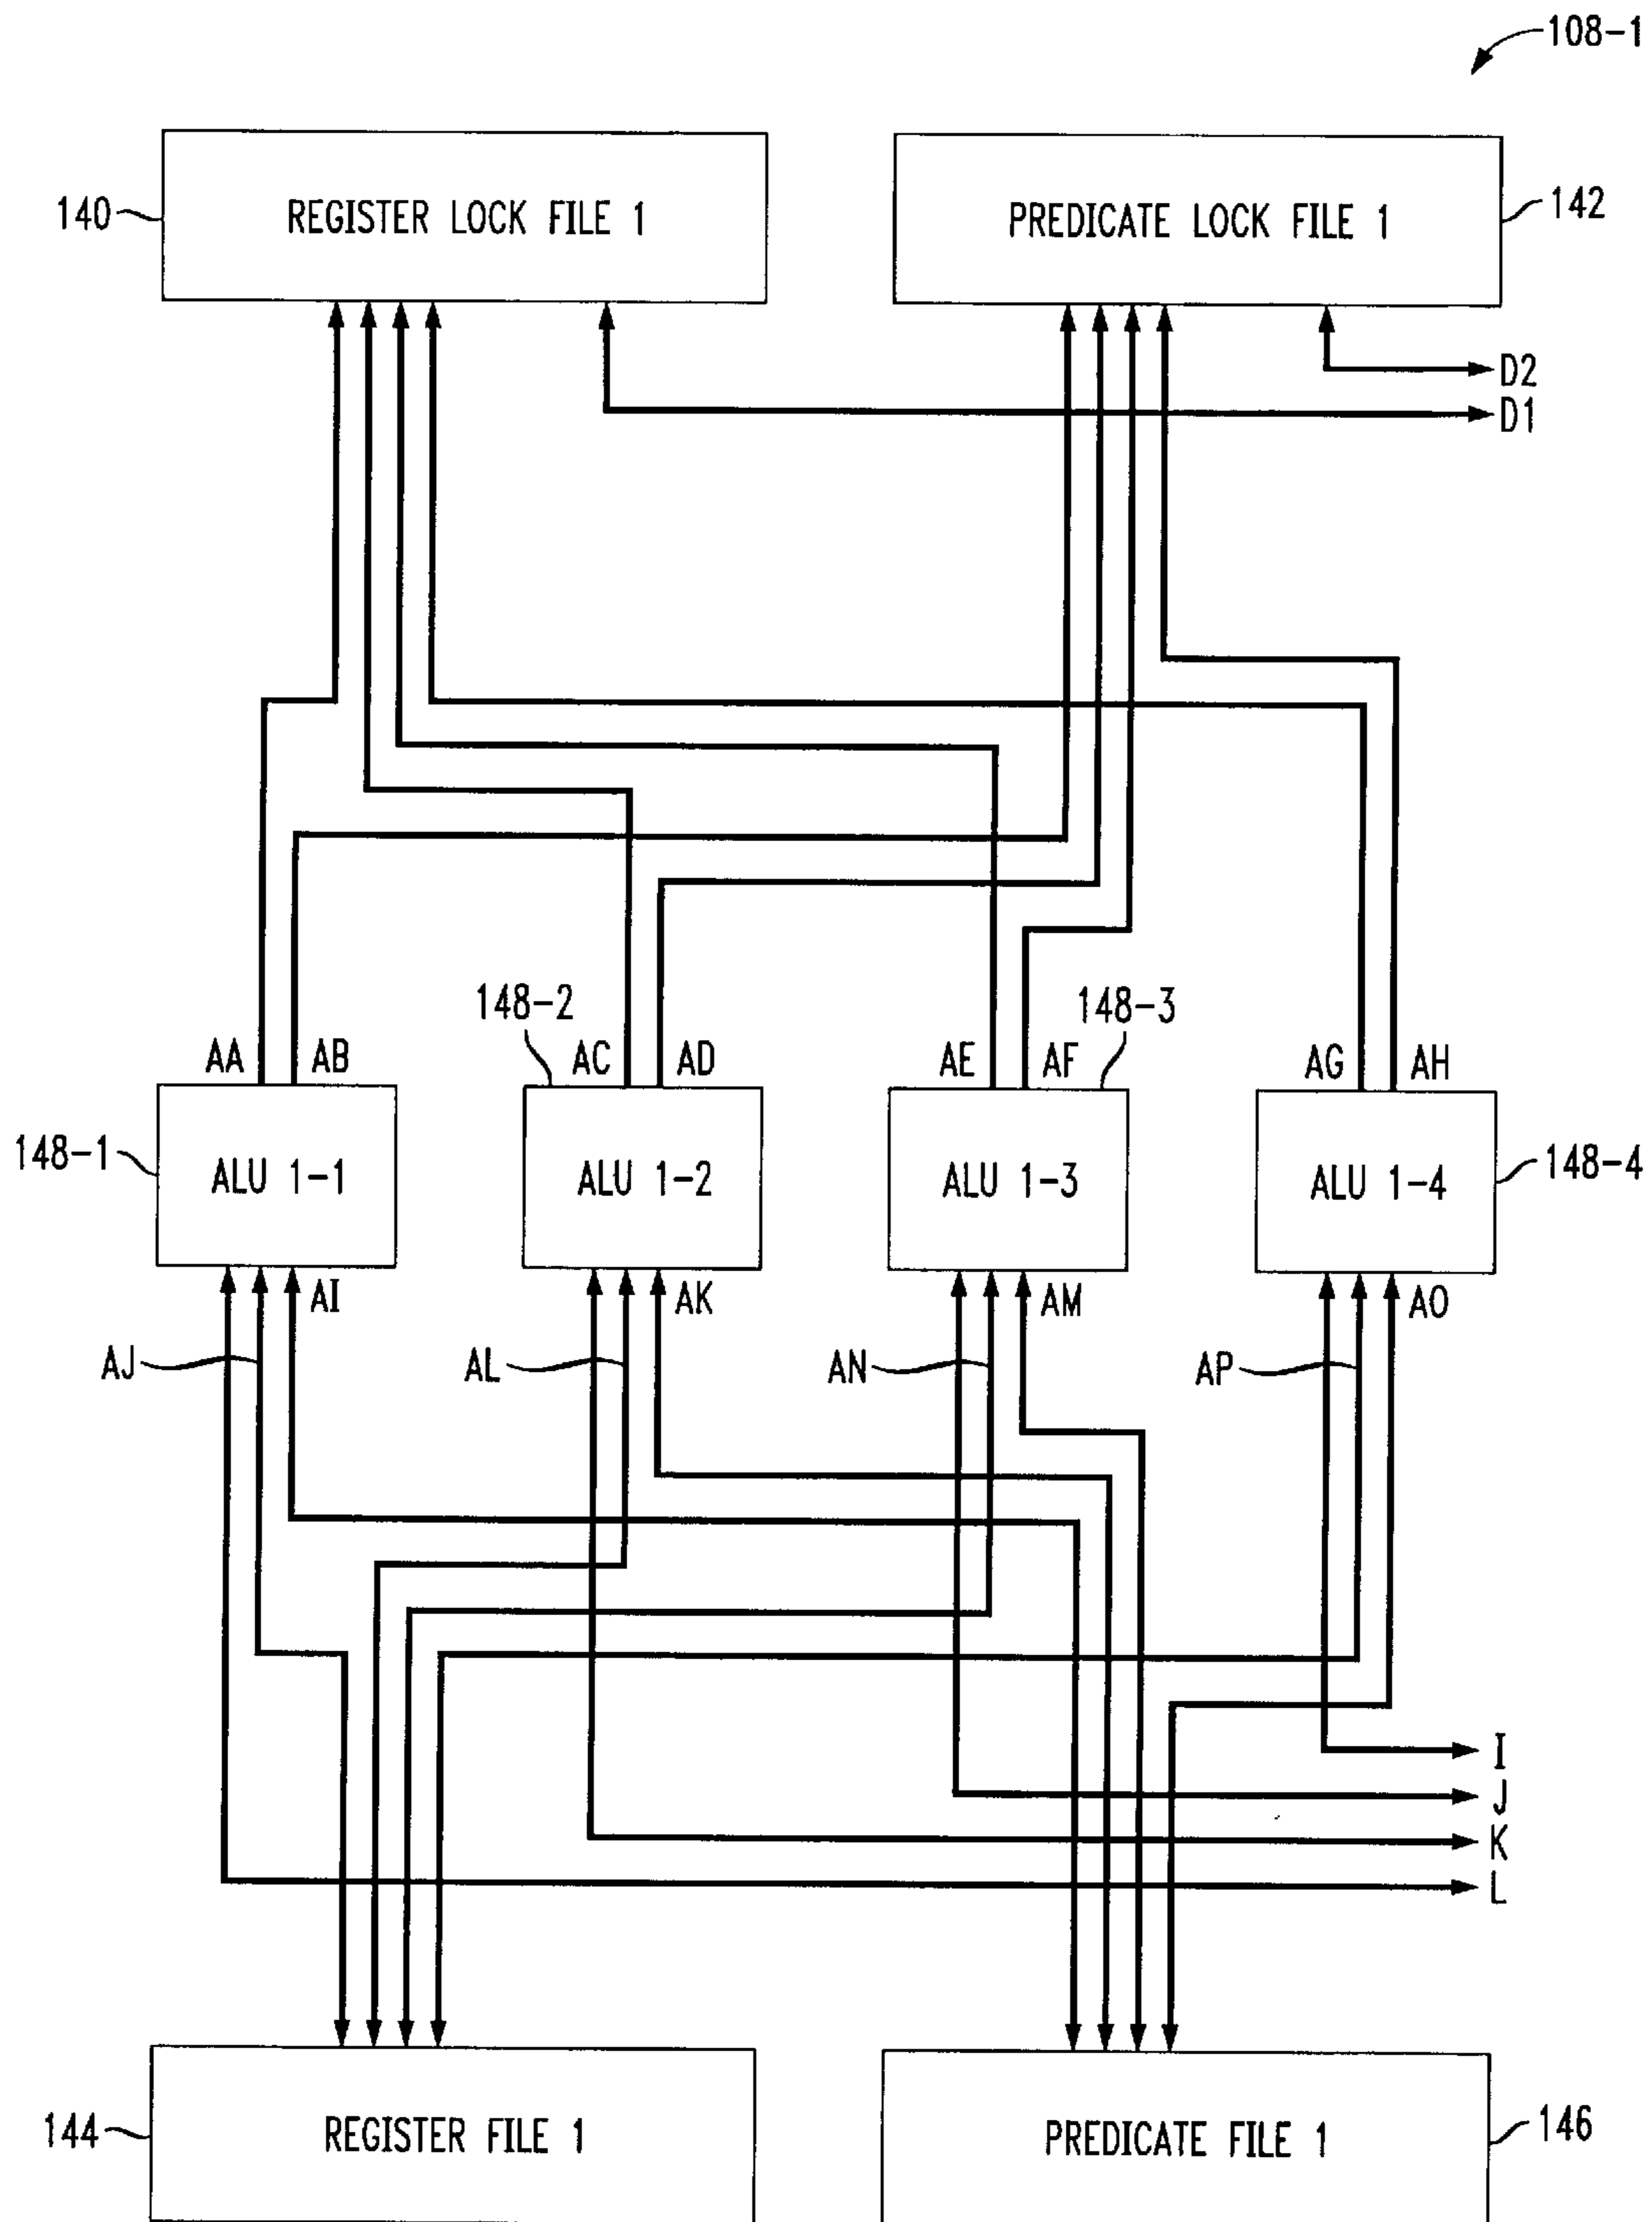 108-1
140
REGISTER LOCK FILE 1
PREDICATE LOCK FILE 1
142
D2
D1
148-2
148-3
AA
AB
AC
AD
AE
AF
AG
AH
148-1
ALU 1-1
ALU 1-2
ALU 1-3
ALU 1-4
148-4
AI
AK
AM
AO
AJ
AL
AN
AP
I
J
K
L
144
REGISTER FILE 1
PREDICATE FILE 1
146